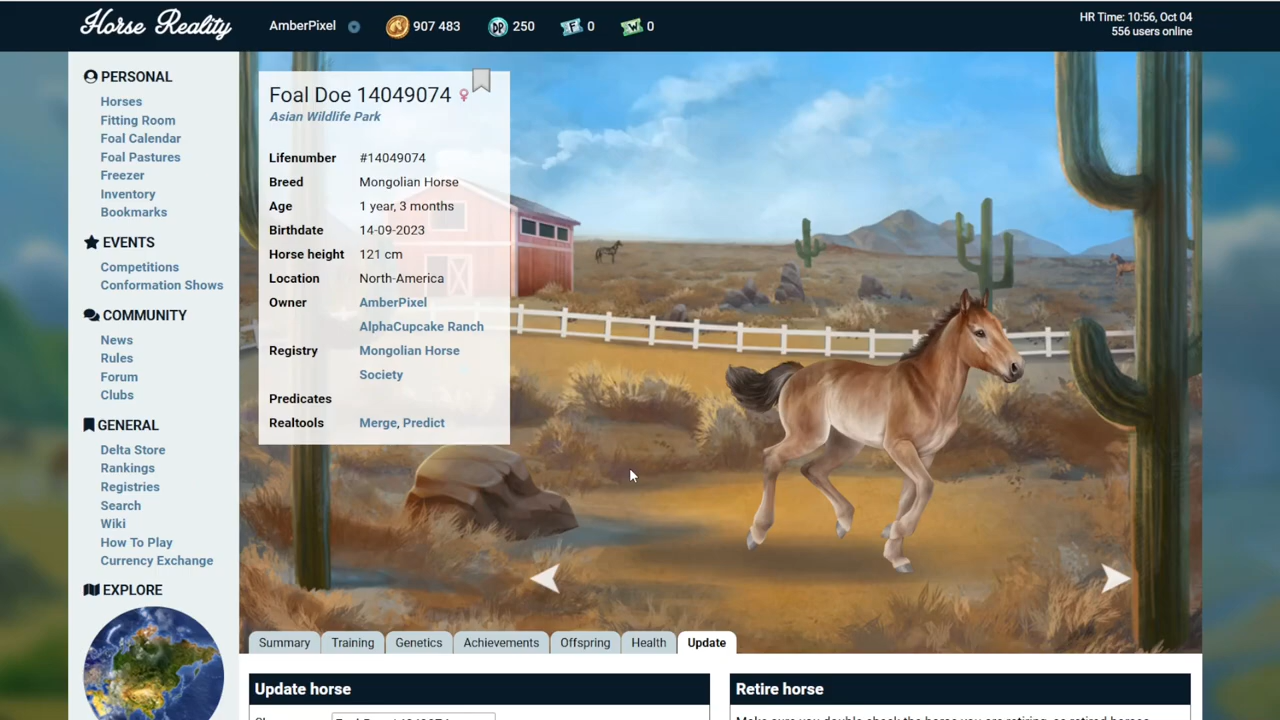 Horse Reality
AmberPixel
907 483
250
0
0
HR Time: 10:56, Oct 04
556 users online
PERSONAL
Horses
Fitting Room
Foal Calendar
Foal Pastures
Freezer
Inventory
Bookmarks
EVENTS
Competitions
Conformation Shows
COMMUNITY
News
Rules
Forum
Clubs
GENERAL
Delta Store
Rankings
Registries
Search
Wiki
How To Play
Currency Exchange
EXPLORE
Foal Doe 14049074 ♀
Asian Wildlife Park
Lifenumber #14049074
Breed Mongolian Horse
Age 1 year, 3 months
Birthdate 14-09-2023
Horse height 121 cm
Location North-America
Owner AmberPixel
AlphaCupcake Ranch
Registry Mongolian Horse
Society
Predicates
Realtools Merge, Predict
Summary Training Genetics Achievements Offspring Health Update
Update horse
Retire horse